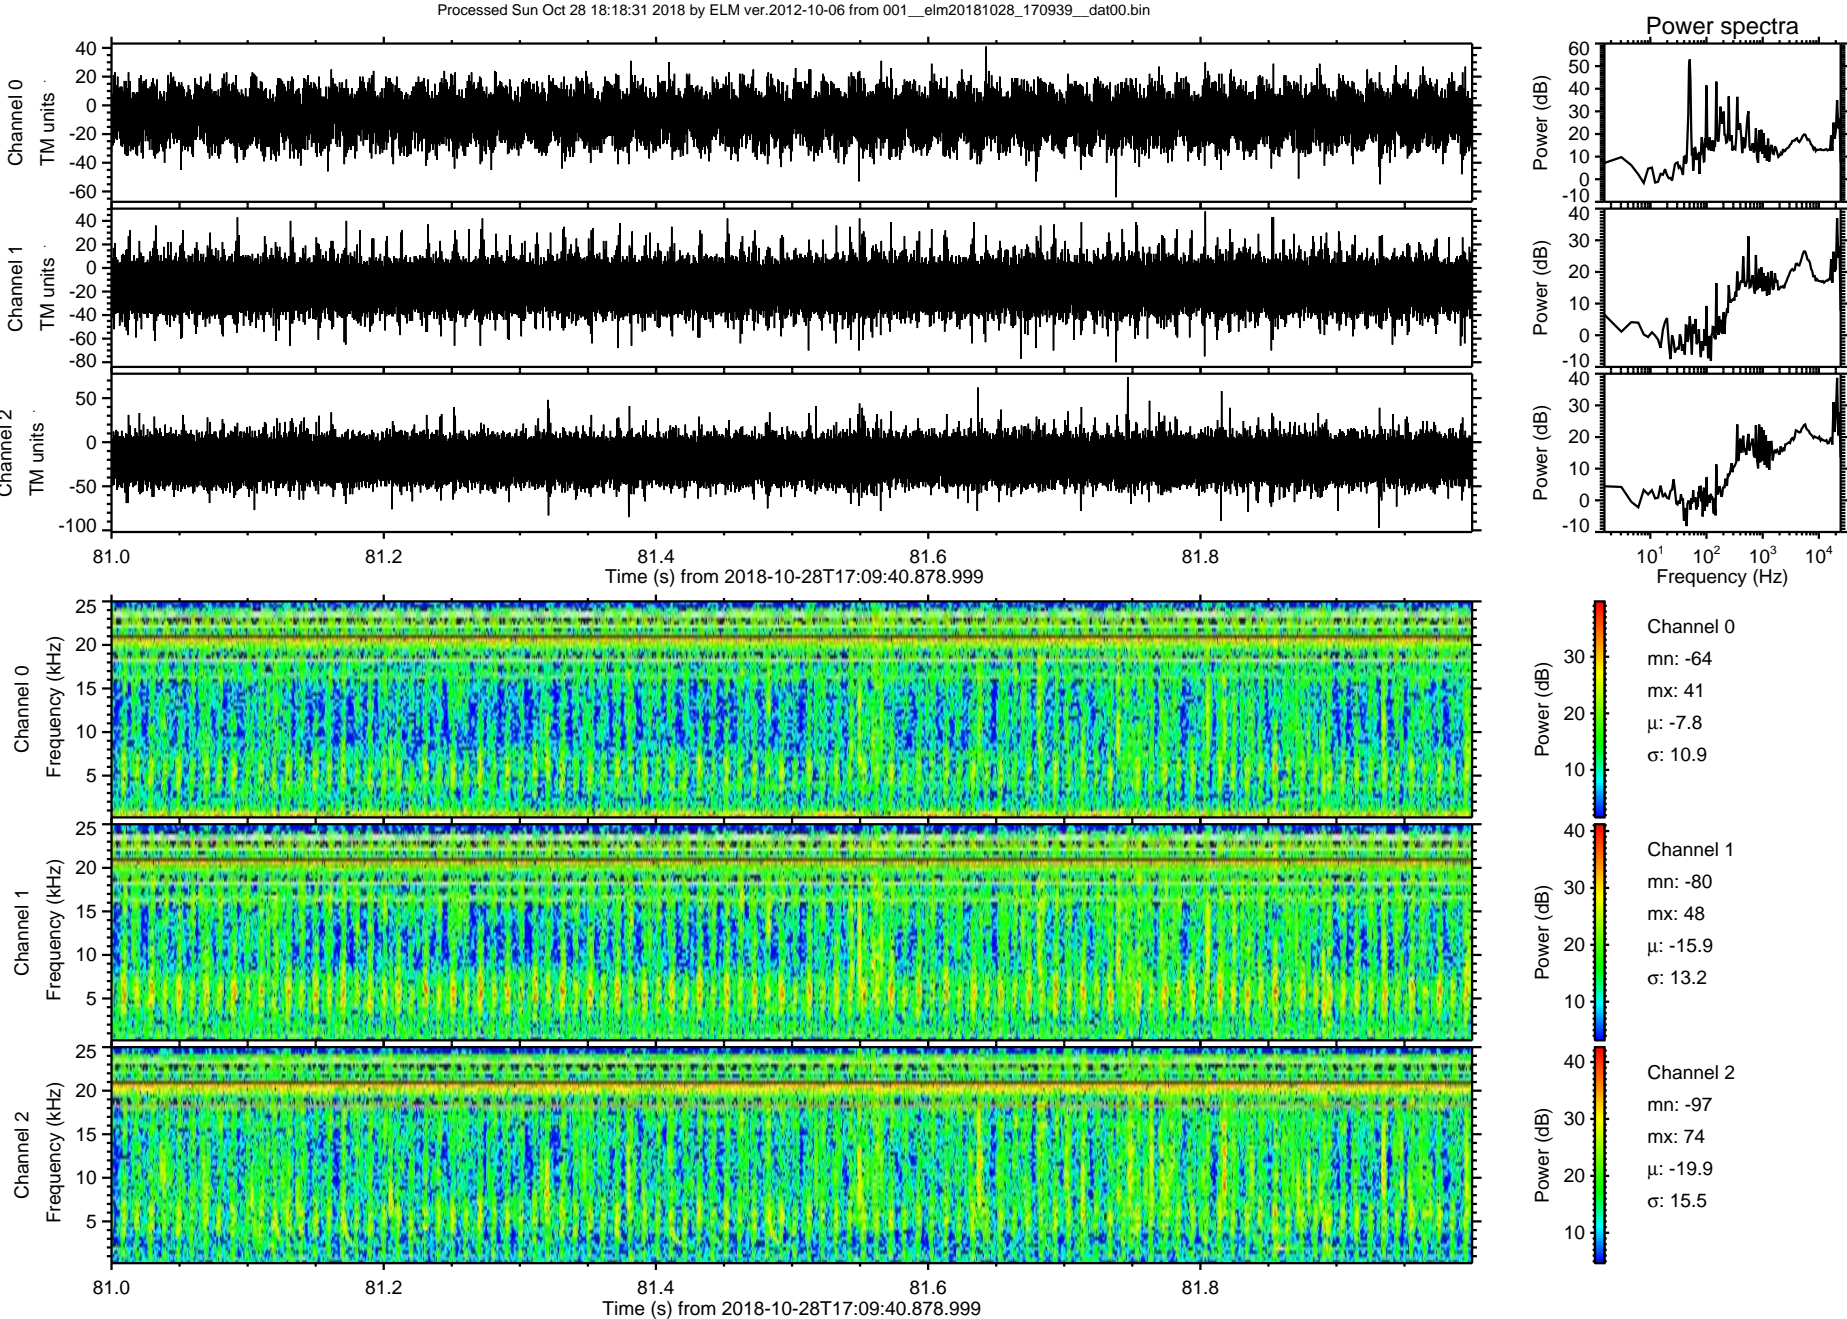 Processed Sun Oct 28 18:18:31 2018 by ELM ver.2012-10-06 from 001__elm20181028_170939__dat00.bin
Power spectra
Channel 0
TM units
40
20
0
-20
-40
-60
Power (dB)
60
50
40
30
20
10
0
-10
Channel 1
TM units
40
20
0
-20
-40
-60
-80
Power (dB)
40
30
20
10
0
-10
Channel 2
TM units
50
0
-50
-100
Power (dB)
40
30
20
10
0
-10
81.0 81.2 81.4 81.6 81.8
Time (s) from 2018-10-28T17:09:40.878.999
10^1 10^2 10^3 10^4
Frequency (Hz)
Channel 0
Frequency (kHz)
25
20
15
10
5
Power (dB)
30
20
10
Channel 0
mn: -64
mx: 41
μ: -7.8
σ: 10.9
Channel 1
Frequency (kHz)
25
20
15
10
5
Power (dB)
40
30
20
10
Channel 1
mn: -80
mx: 48
μ: -15.9
σ: 13.2
Channel 2
Frequency (kHz)
25
20
15
10
5
Power (dB)
40
30
20
10
Channel 2
mn: -97
mx: 74
μ: -19.9
σ: 15.5
81.0 81.2 81.4 81.6 81.8
Time (s) from 2018-10-28T17:09:40.878.999